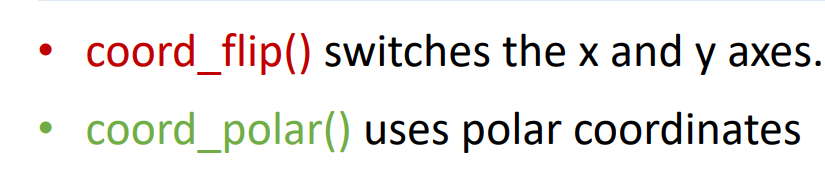 • coord_flip() switches the x and y axes.
• coord_polar() uses polar coordinates